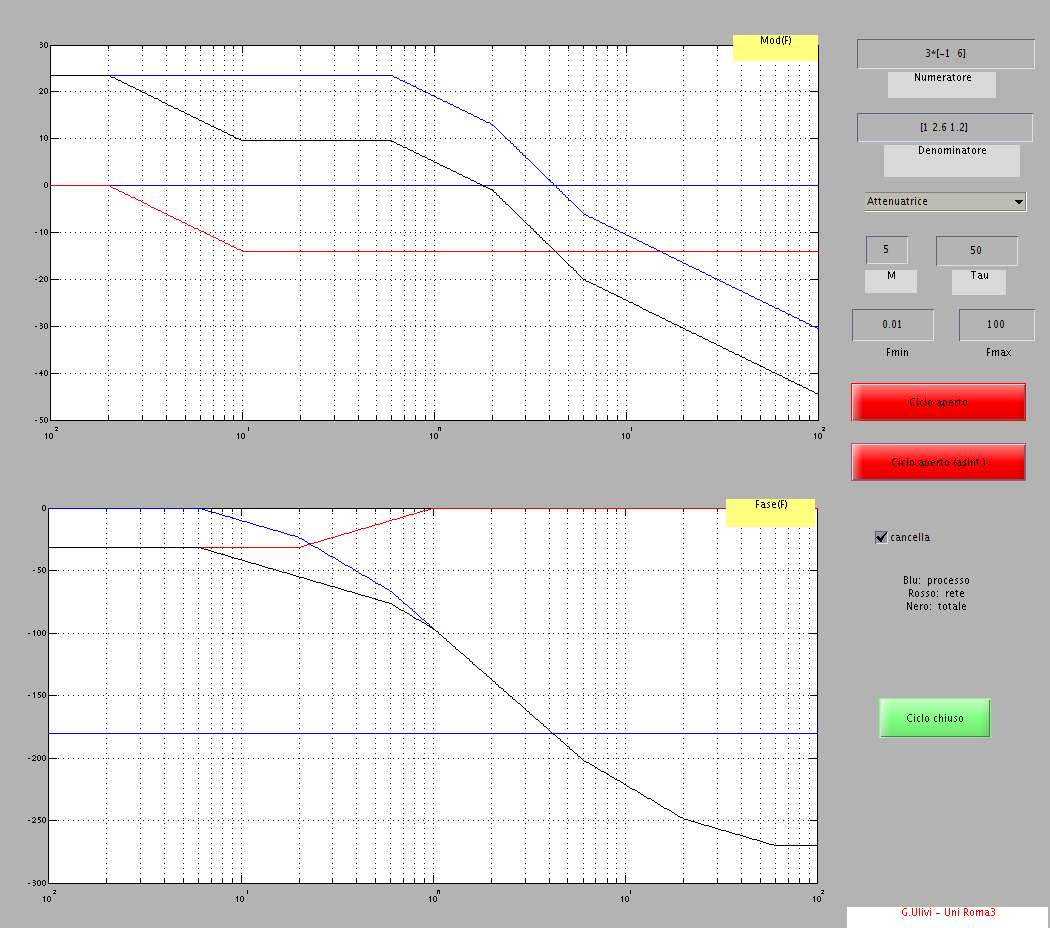 Mod(F)
30
20
10
0
-10
-20
-30
-40
-50
10 2
10 1
10 0
10 1
10 2
Fase(F)
0
-50
-100
-150
-200
-250
-300
10 2
10 1
10 0
10 1
10 2
3*[-1 6]
Numeratore
[1 2.6 1.2]
Denominatore
Attenuatrice
5
50
M
Tau
0.01
100
Fmin
Fmax
Ciclo aperto
Ciclo aperto (asint.)
cancella
Blu: processo
Rosso: rete
Nero: totale
Ciclo chiuso
G.Ulivi - Uni Roma3